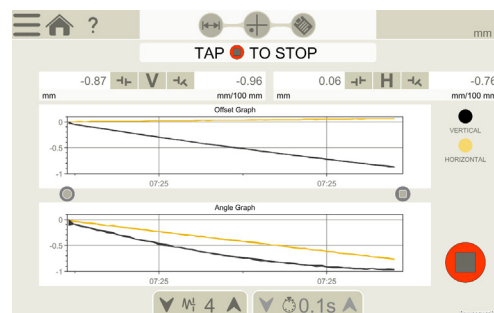 ?
mm
TAP TO STOP
-0.87 V -0.96 0.06 H -0.76
mm mm/100 mm mm mm/100 mm
Offset Graph
0
-0.5
-1
07:25 07:25
VERTICAL
HORIZONTAL
Angle Graph
0
-0.5
-1
07:25 07:25
4 0.1s